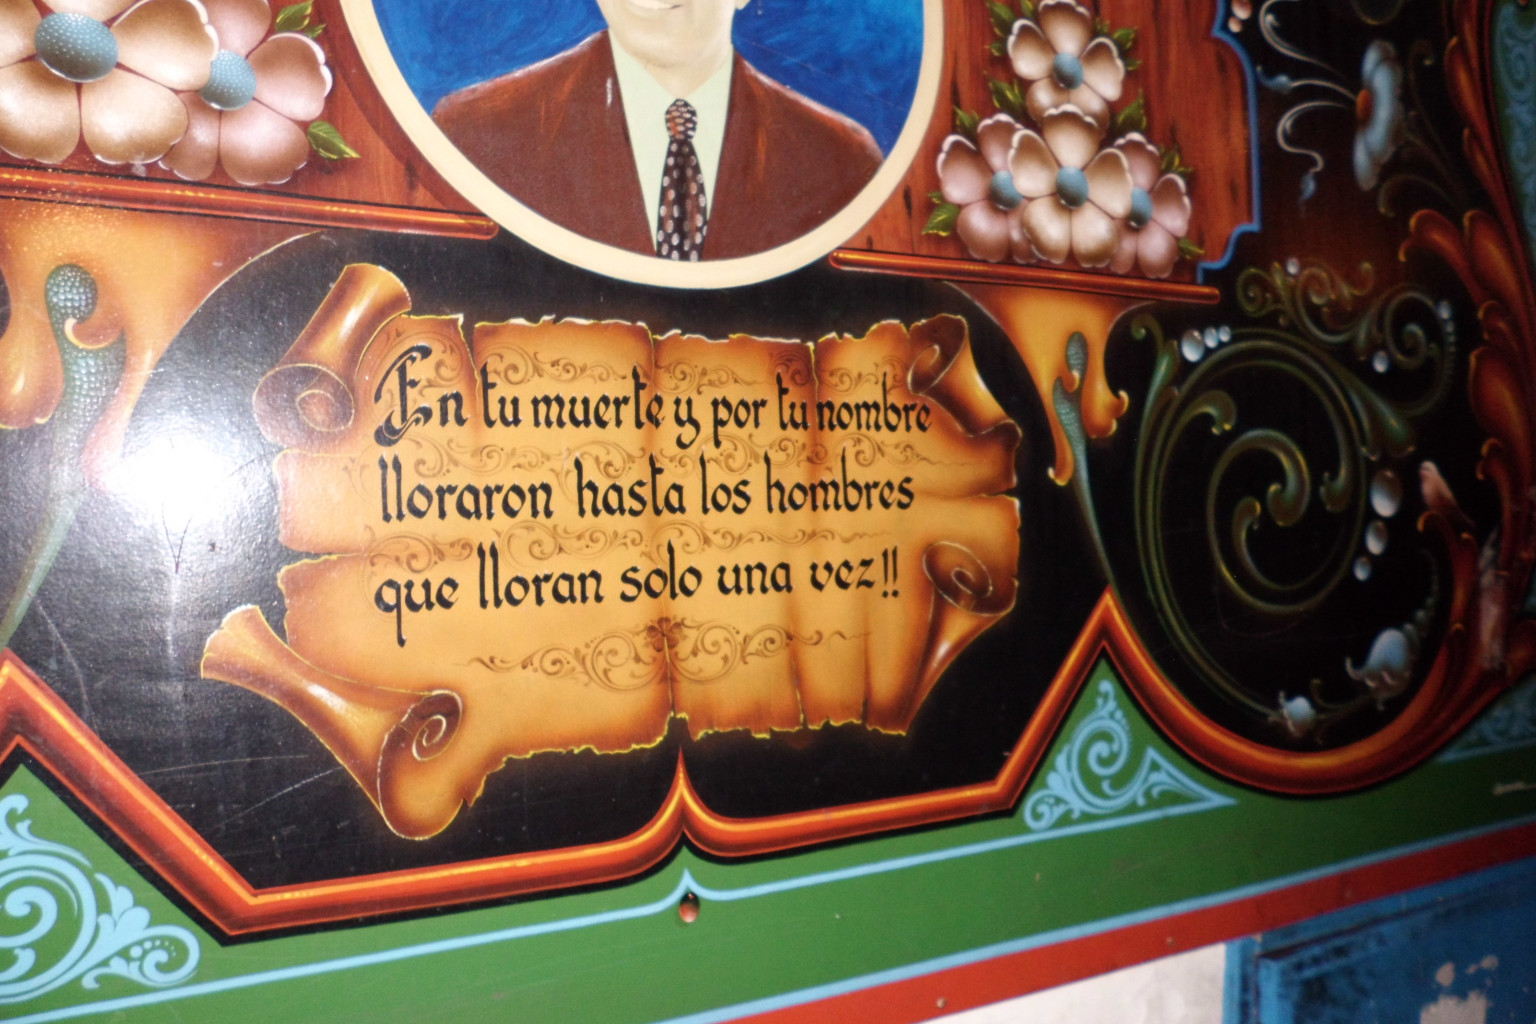 En tu muerte y por tu nombre
lloraron hasta los hombres
que lloran solo una vez!!